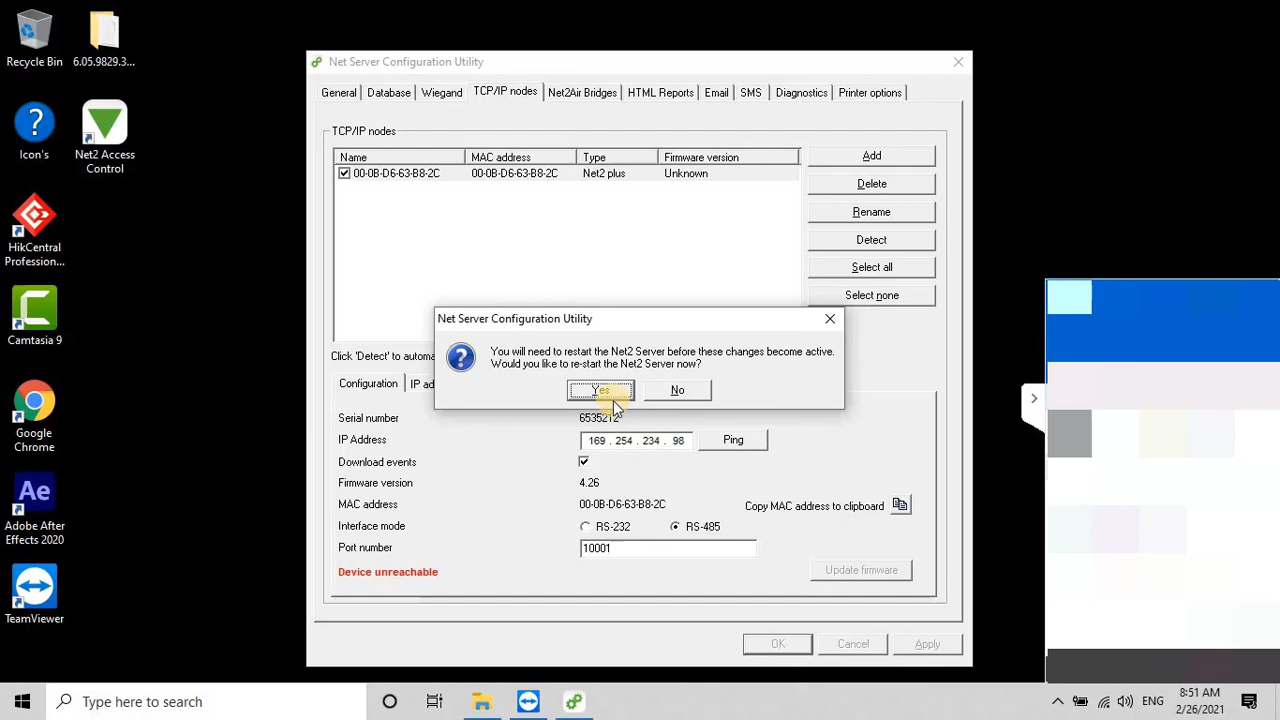 Recycle Bin
6.05.9829.3...
Icon's
Net2 Access
Control
HikCentral
Profession...
Camtasia 9
Google
Chrome
Adobe After
Effects 2020
TeamViewer
Net Server Configuration Utility
General
Database
Wiegand
TCP/IP nodes
Net2Air Bridges
HTML Reports
Email
SMS
Diagnostics
Printer options
TCP/IP nodes
Name
MAC address
Type
Firmware version
00-0B-D6-63-B8-2C
00-0B-D6-63-B8-2C
Net2 plus
Unknown
Add
Delete
Rename
Detect
Select all
Select none
Net Server Configuration Utility
You will need to restart the Net2 Server before these changes become active.
Would you like to re-start the Net2 Server now?
Yes
No
Click 'Detect' to automa
Configuration
IP ad
Serial number
6535212
IP Address
169 . 254 . 234 . 98
Ping
Download events
Firmware version
4.26
MAC address
00-0B-D6-63-B8-2C
Copy MAC address to clipboard
Interface mode
RS-232
RS-485
Port number
10001
Device unreachable
Update firmware
OK
Cancel
Apply
Type here to search
ENG
8:51 AM
2/26/2021